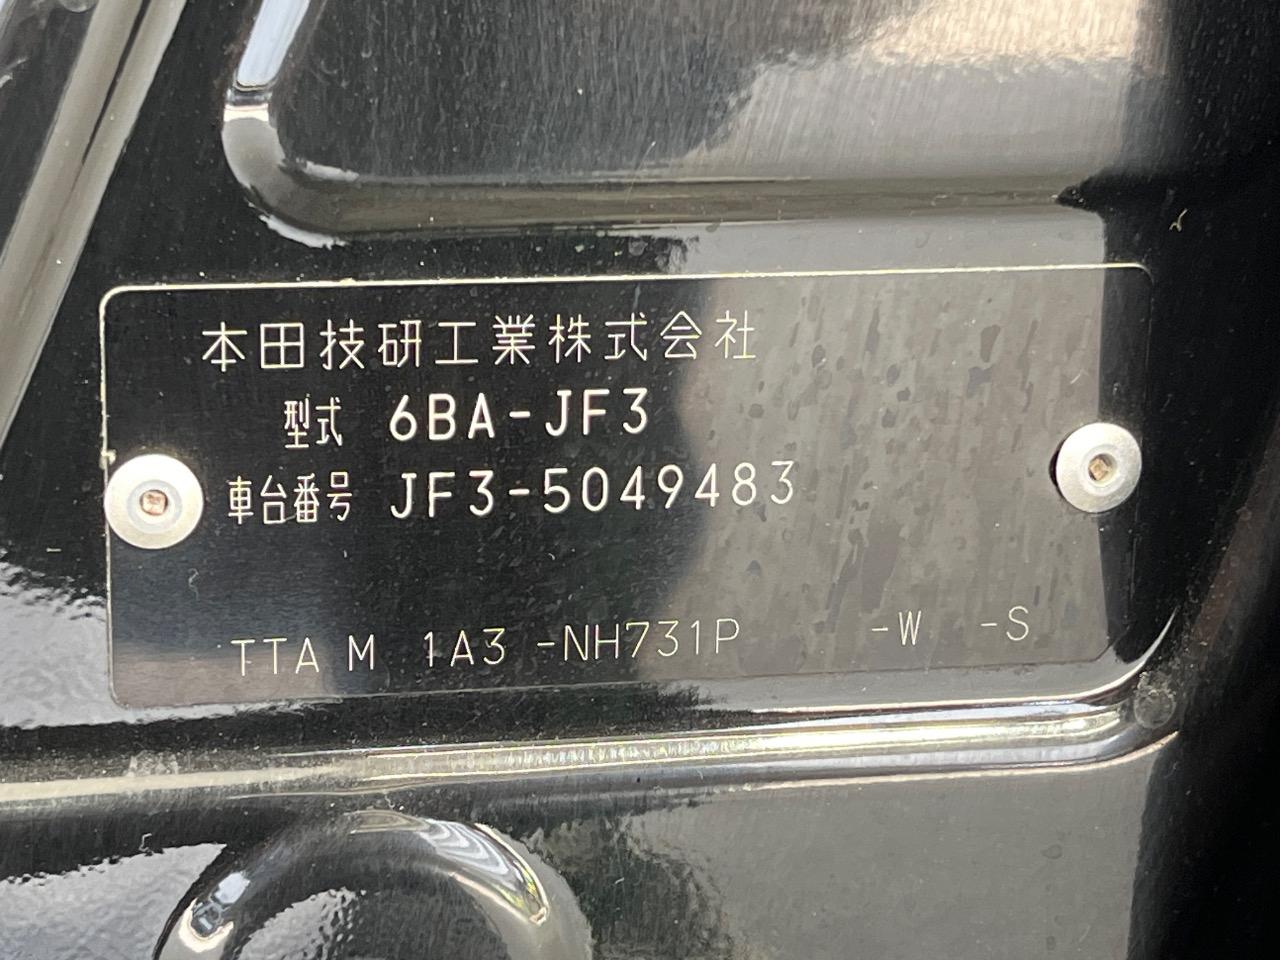 本田技研工業株式会社
型式 6BA-JF3
車台番号 JF3-5049483
TTA M 1A3 -NH731P -W -S